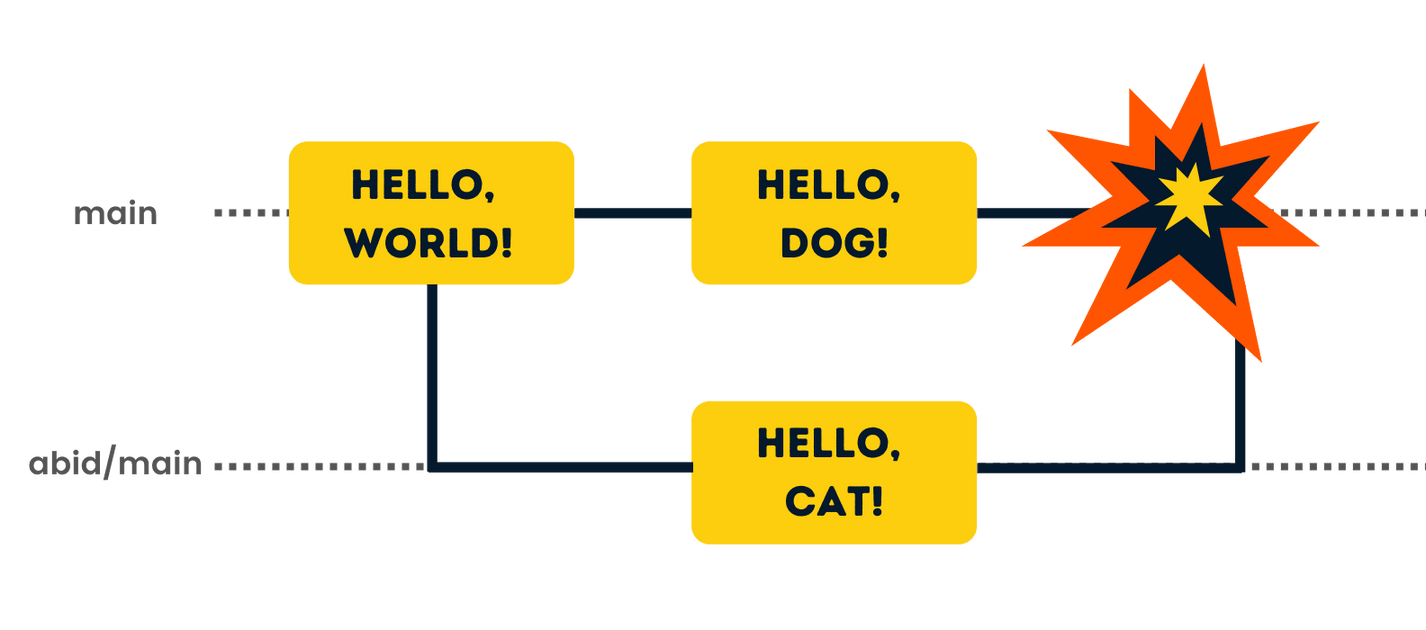 main
HELLO,
WORLD!
HELLO,
DOG!
abid/main
HELLO,
CAT!